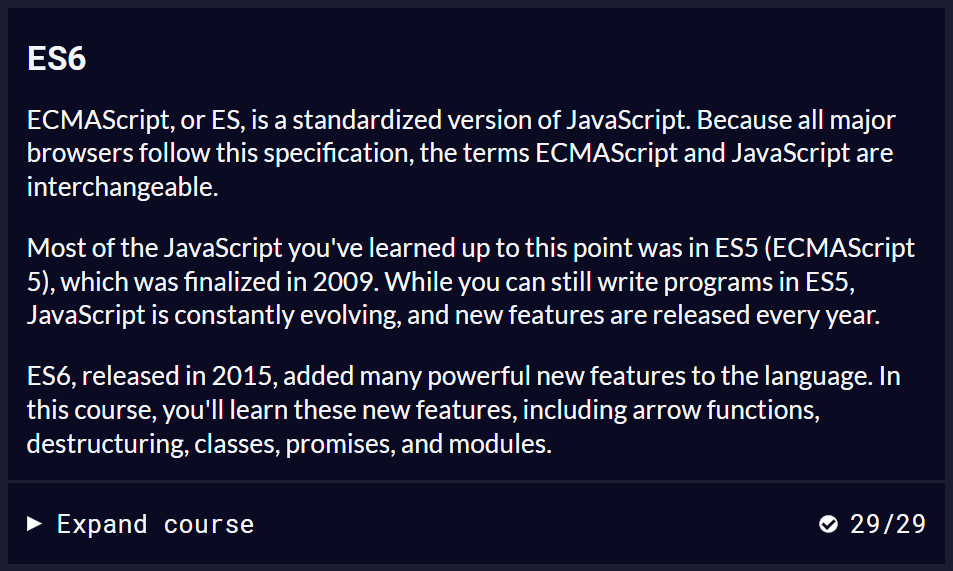 ES6
ECMAScript, or ES, is a standardized version of JavaScript. Because all major
browsers follow this specification, the terms ECMAScript and JavaScript are
interchangeable.
Most of the JavaScript you've learned up to this point was in ES5 (ECMAScript
5), which was finalized in 2009. While you can still write programs in ES5,
JavaScript is constantly evolving, and new features are released every year.
ES6, released in 2015, added many powerful new features to the language. In
this course, you'll learn these new features, including arrow functions,
destructuring, classes, promises, and modules.
Expand course 29/29